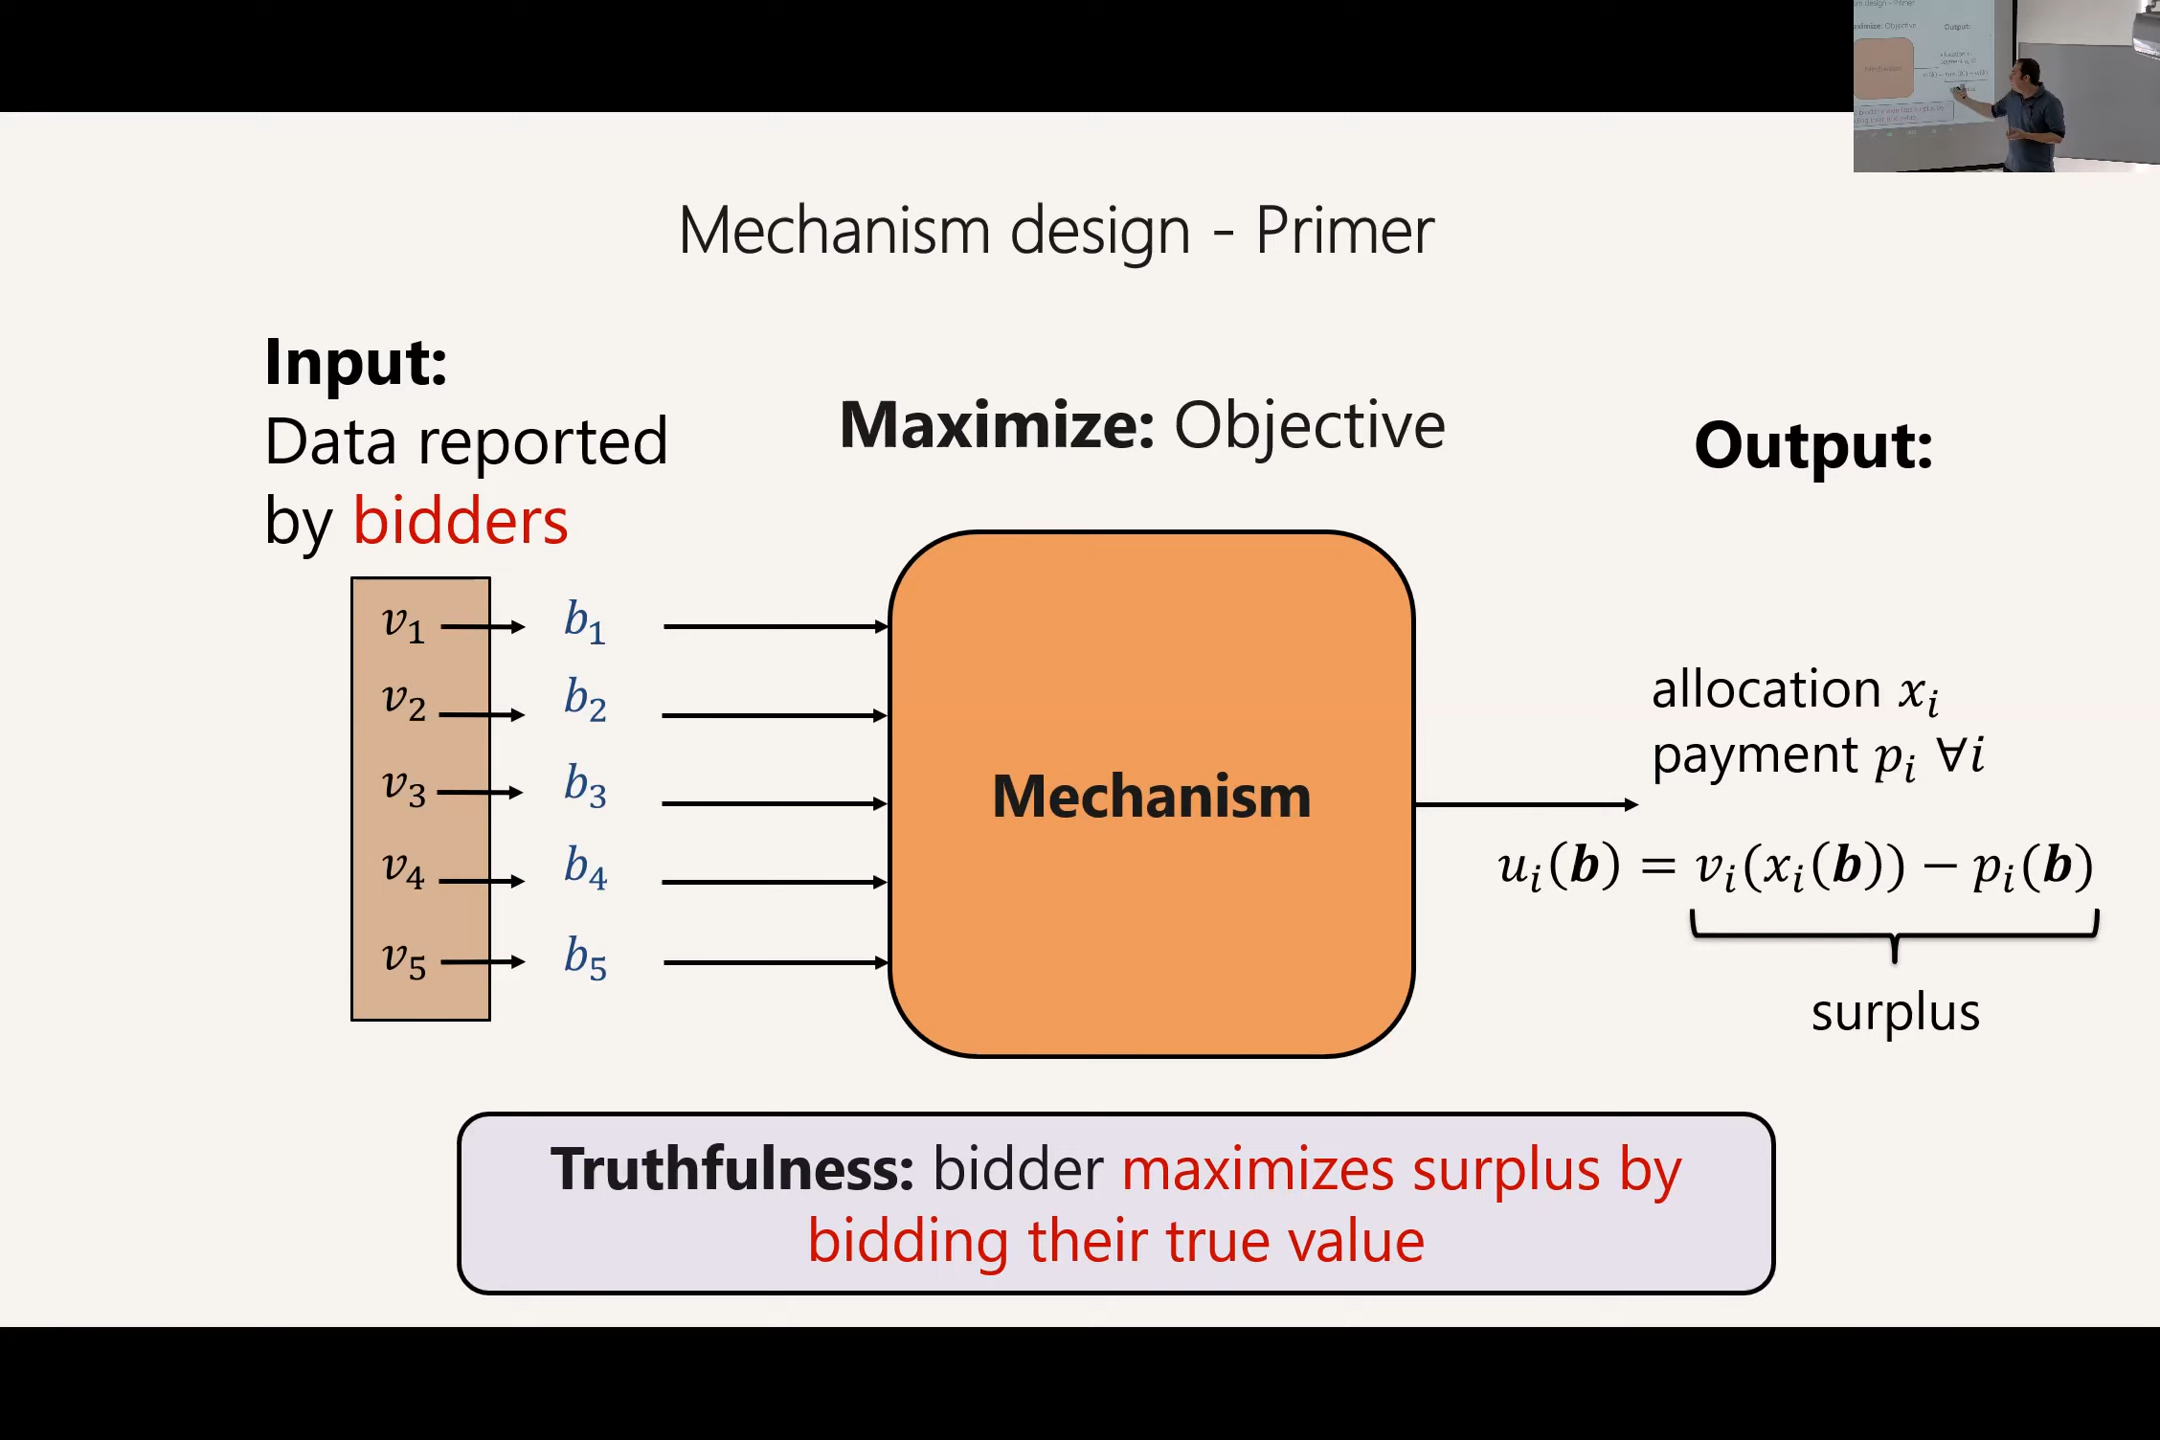 Mechanism design - Primer
Input:
Data reported
by bidders
Maximize: Objective
Output:
v₁ b₁
v₂ b₂
v₃ b₃
v₄ b₄
v₅ b₅
Mechanism
allocation xᵢ
payment pᵢ ∀i
uᵢ(b) = vᵢ(xᵢ(b)) − pᵢ(b)
surplus
Truthfulness: bidder maximizes surplus by
bidding their true value